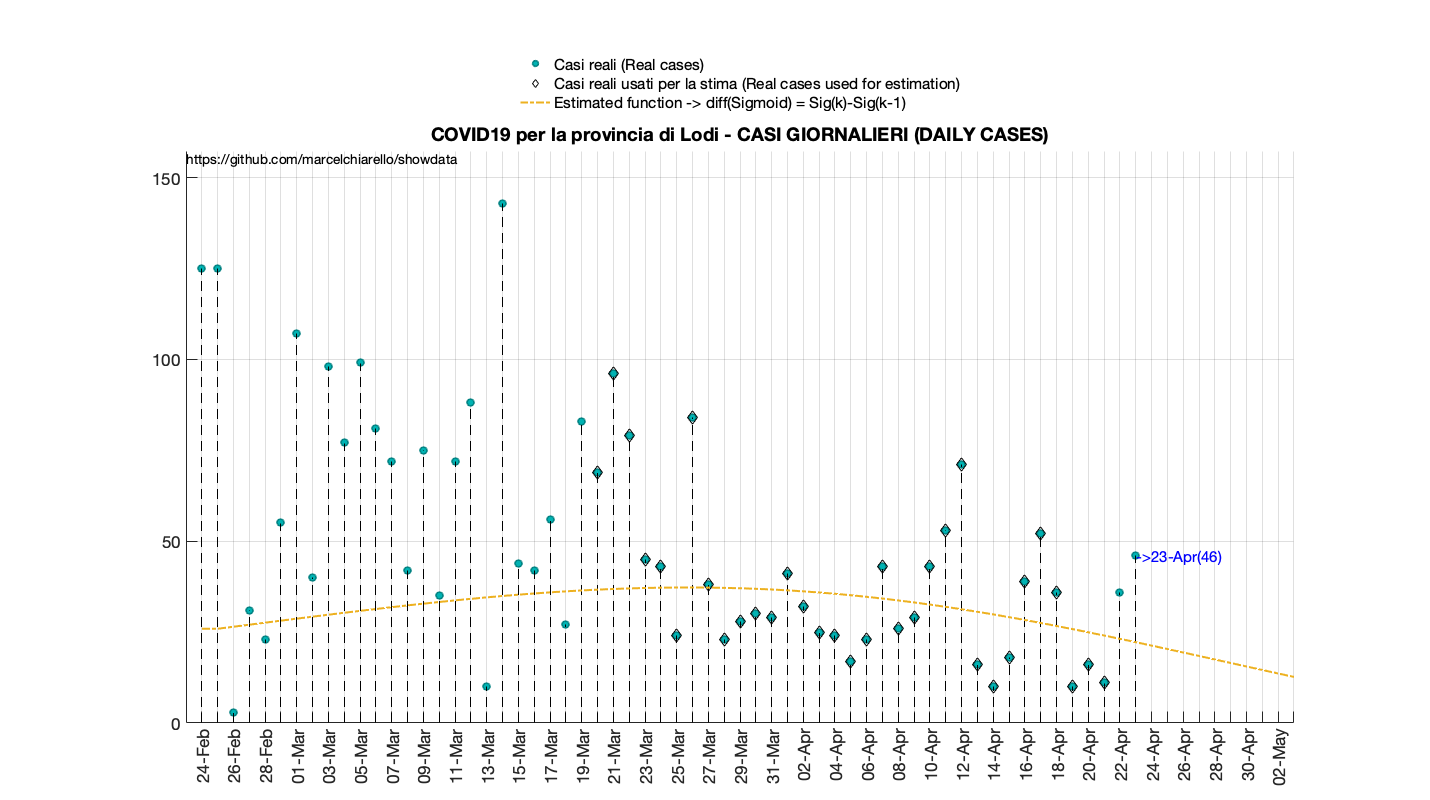 Casi reali (Real cases)
Casi reali usati per la stima (Real cases used for estimation)
Estimated function -> diff(Sigmoid) = Sig(k)-Sig(k-1)
COVID19 per la provincia di Lodi - CASI GIORNALIERI (DAILY CASES)
https://github.com/marcelchiarello/showdata
150
100
50
0
->23-Apr(46)
24-Feb
26-Feb
28-Feb
01-Mar
03-Mar
05-Mar
07-Mar
09-Mar
11-Mar
13-Mar
15-Mar
17-Mar
19-Mar
21-Mar
23-Mar
25-Mar
27-Mar
29-Mar
31-Mar
02-Apr
04-Apr
06-Apr
08-Apr
10-Apr
12-Apr
14-Apr
16-Apr
18-Apr
20-Apr
22-Apr
24-Apr
26-Apr
28-Apr
30-Apr
02-May